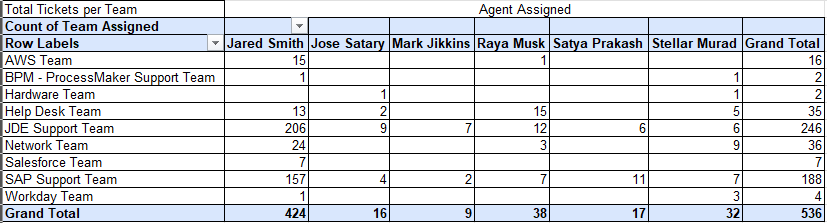 Total Tickets per Team Agent Assigned
Count of Team Assigned
Row Labels Jared Smith Jose Satary Mark Jikkins Raya Musk Satya Prakash Stellar Murad Grand Total
AWS Team 15 1 16
BPM - ProcessMaker Support Team 1 1 2
Hardware Team 1 1 2
Help Desk Team 13 2 15 5 35
JDE Support Team 206 9 7 12 6 6 246
Network Team 24 3 9 36
Salesforce Team 7 7
SAP Support Team 157 4 2 7 11 7 188
Workday Team 1 3 4
Grand Total 424 16 9 38 17 32 536